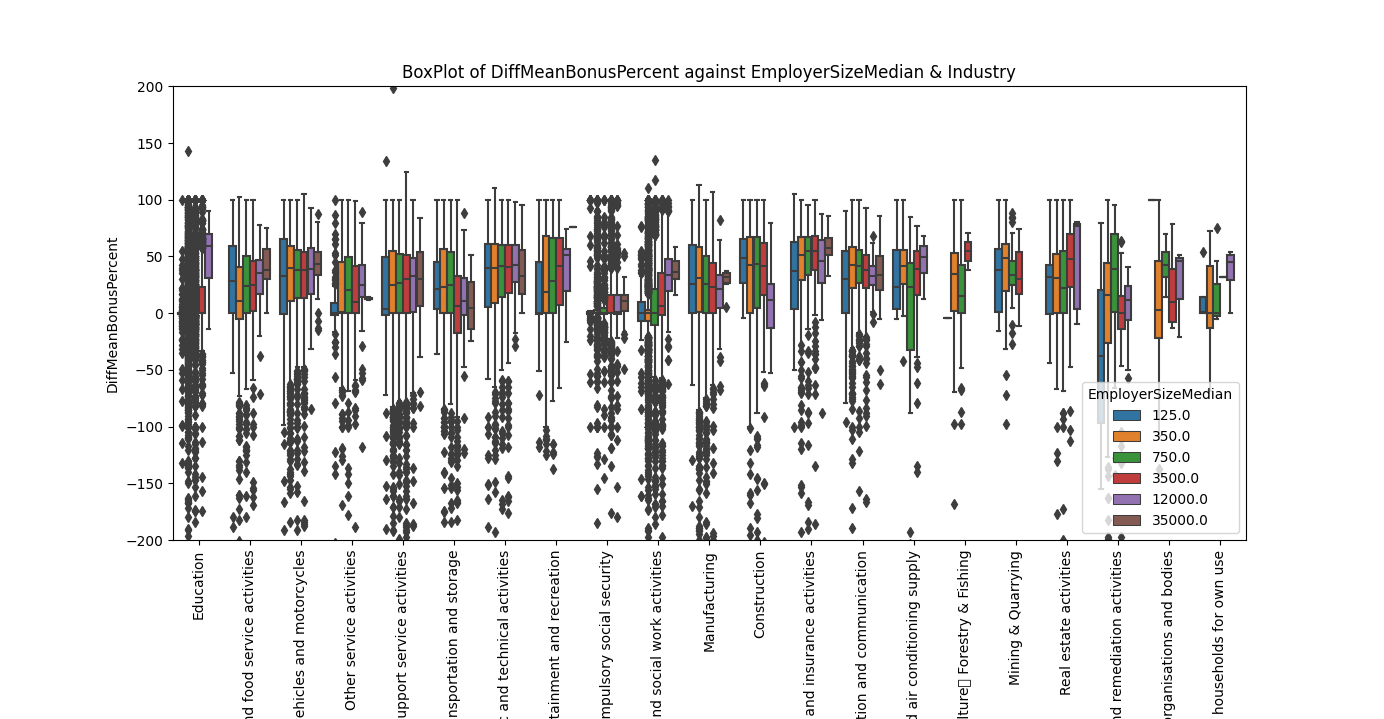 BoxPlot of DiffMeanBonusPercent against EmployerSizeMedian & Industry
DiffMeanBonusPercent
200
150
100
50
0
−50
−100
−150
−200
EmployerSizeMedian
125.0
350.0
750.0
3500.0
12000.0
35000.0
Education
d food service activities
ehicles and motorcycles
Other service activities
upport service activities
nsportation and storage
and technical activities
tainment and recreation
mpulsory social security
nd social work activities
Manufacturing
Construction
and insurance activities
tion and communication
d air conditioning supply
lture▯ Forestry & Fishing
Mining & Quarrying
Real estate activities
nd remediation activities
organisations and bodies
households for own use